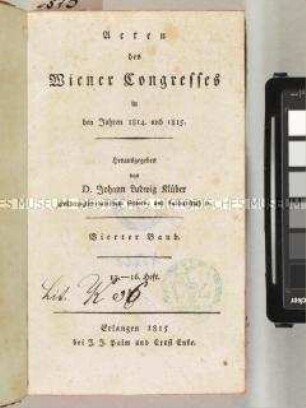 1815
Acten
des
Wiener Congresses
in
den Jahren 1814. und 1815.
Herausgegeben
von
D. Johann Ludwig Klüber
Vierter Band.
13.—16. Heft.
Lit. K
Erlangen 1815
bei J. J. Palm und Ernst Enke.